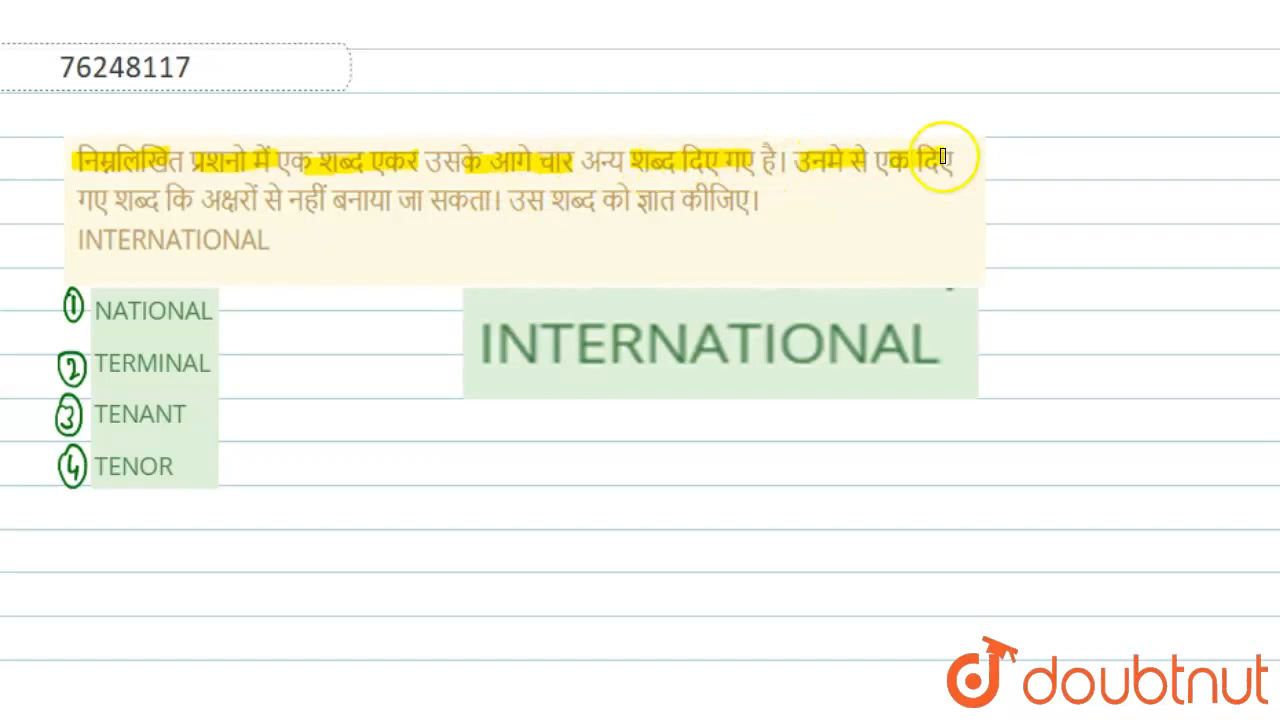 76248117
निम्नलिखित प्रशनो में एक शब्द एकर उसके आगे चार अन्य शब्द दिए गए है। उनमे से एक दिए
गए शब्द कि अक्षरों से नहीं बनाया जा सकता। उस शब्द को ज्ञात कीजिए।
INTERNATIONAL
INTERNATIONAL
1 NATIONAL
2 TERMINAL
3 TENANT
4 TENOR
doubtnut